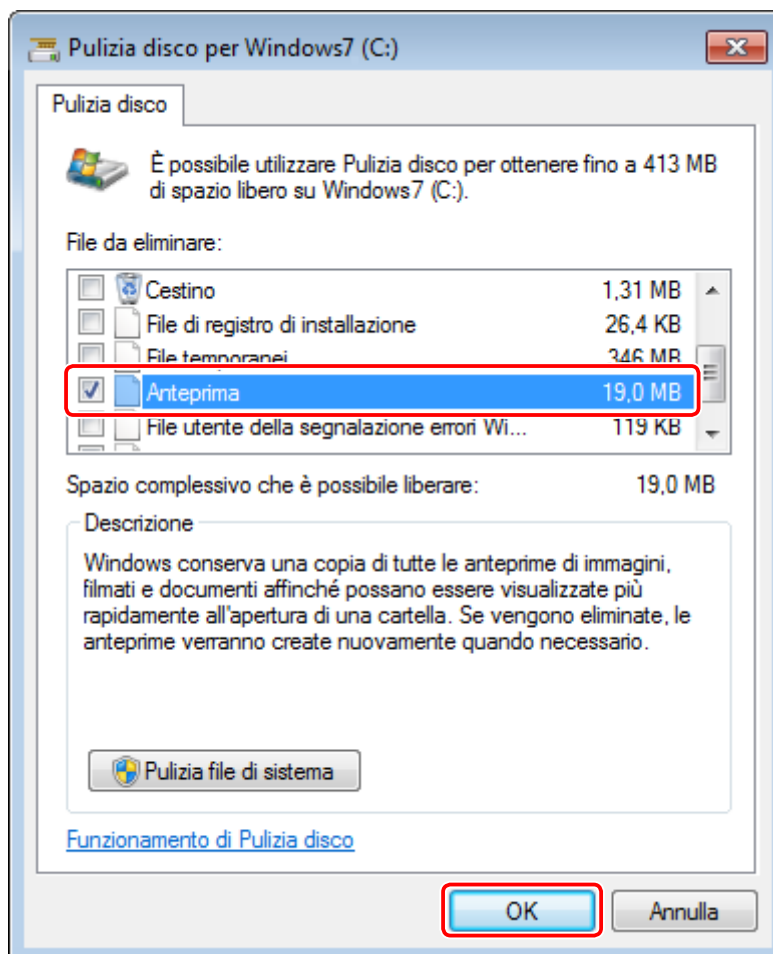 Pulizia disco per Windows7 (C:)
Pulizia disco
È possibile utilizzare Pulizia disco per ottenere fino a 413 MB
di spazio libero su Windows7 (C:).
File da eliminare:
Cestino 1,31 MB
File di registro di installazione 26,4 KB
File temporanei 346 MB
Anteprima 19,0 MB
File utente della segnalazione errori Wi... 119 KB
Spazio complessivo che è possibile liberare: 19,0 MB
Descrizione
Windows conserva una copia di tutte le anteprime di immagini,
filmati e documenti affinché possano essere visualizzate più
rapidamente all'apertura di una cartella. Se vengono eliminate, le
anteprime verranno create nuovamente quando necessario.
Pulizia file di sistema
Funzionamento di Pulizia disco
OK Annulla